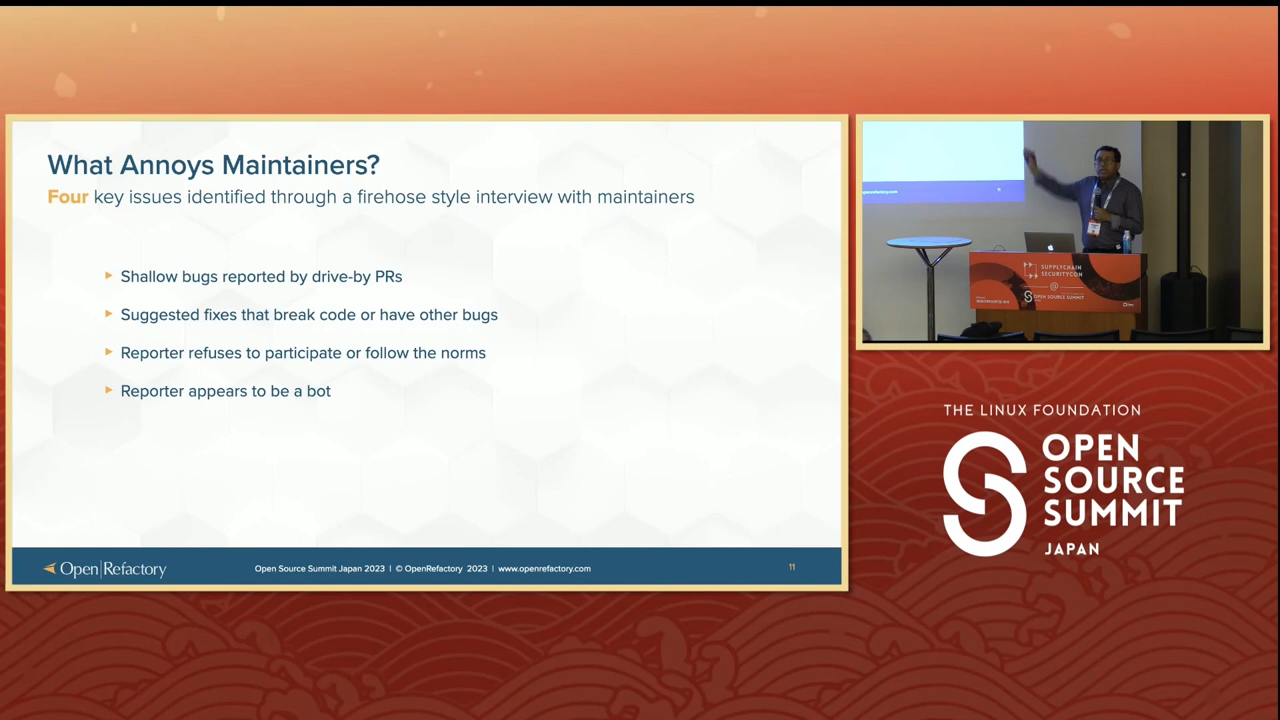 What Annoys Maintainers?
Four key issues identified through a firehose style interview with maintainers
Shallow bugs reported by drive-by PRs
Suggested fixes that break code or have other bugs
Reporter refuses to participate or follow the norms
Reporter appears to be a bot
Open|Refactory
Open Source Summit Japan 2023 | © OpenRefactory 2023 | www.openrefactory.com
11
SUPPLYCHAIN
SECURITYCON
@
OPEN SOURCE SUMMIT
THE LINUX FOUNDATION
OPEN
SOURCE
SUMMIT
JAPAN